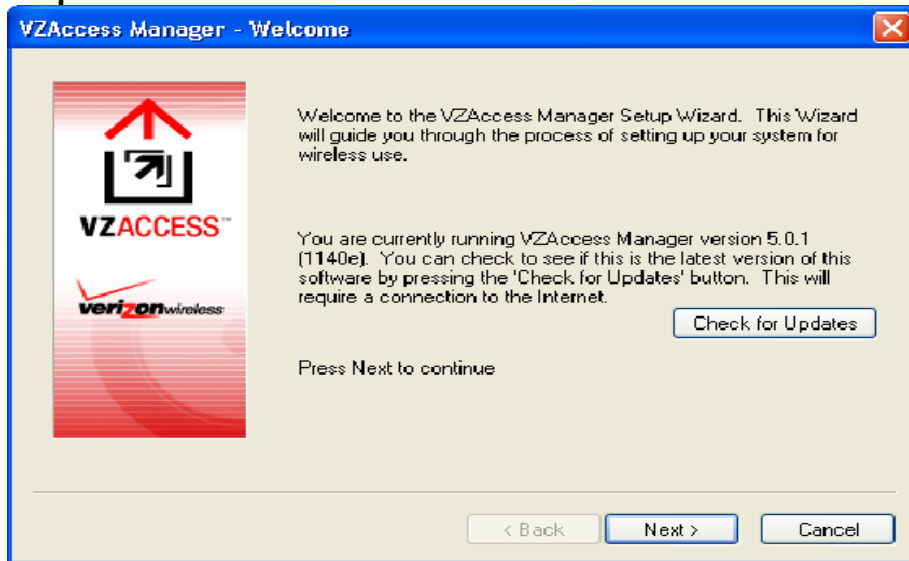 VZAccess Manager - Welcome
VZACCESS™
verizonwireless
Welcome to the VZAccess Manager Setup Wizard. This Wizard
will guide you through the process of setting up your system for
wireless use.
You are currently running VZAccess Manager version 5.0.1
(1140e). You can check to see if this is the latest version of this
software by pressing the 'Check for Updates' button. This will
require a connection to the Internet.
Check for Updates
Press Next to continue
< Back
Next >
Cancel